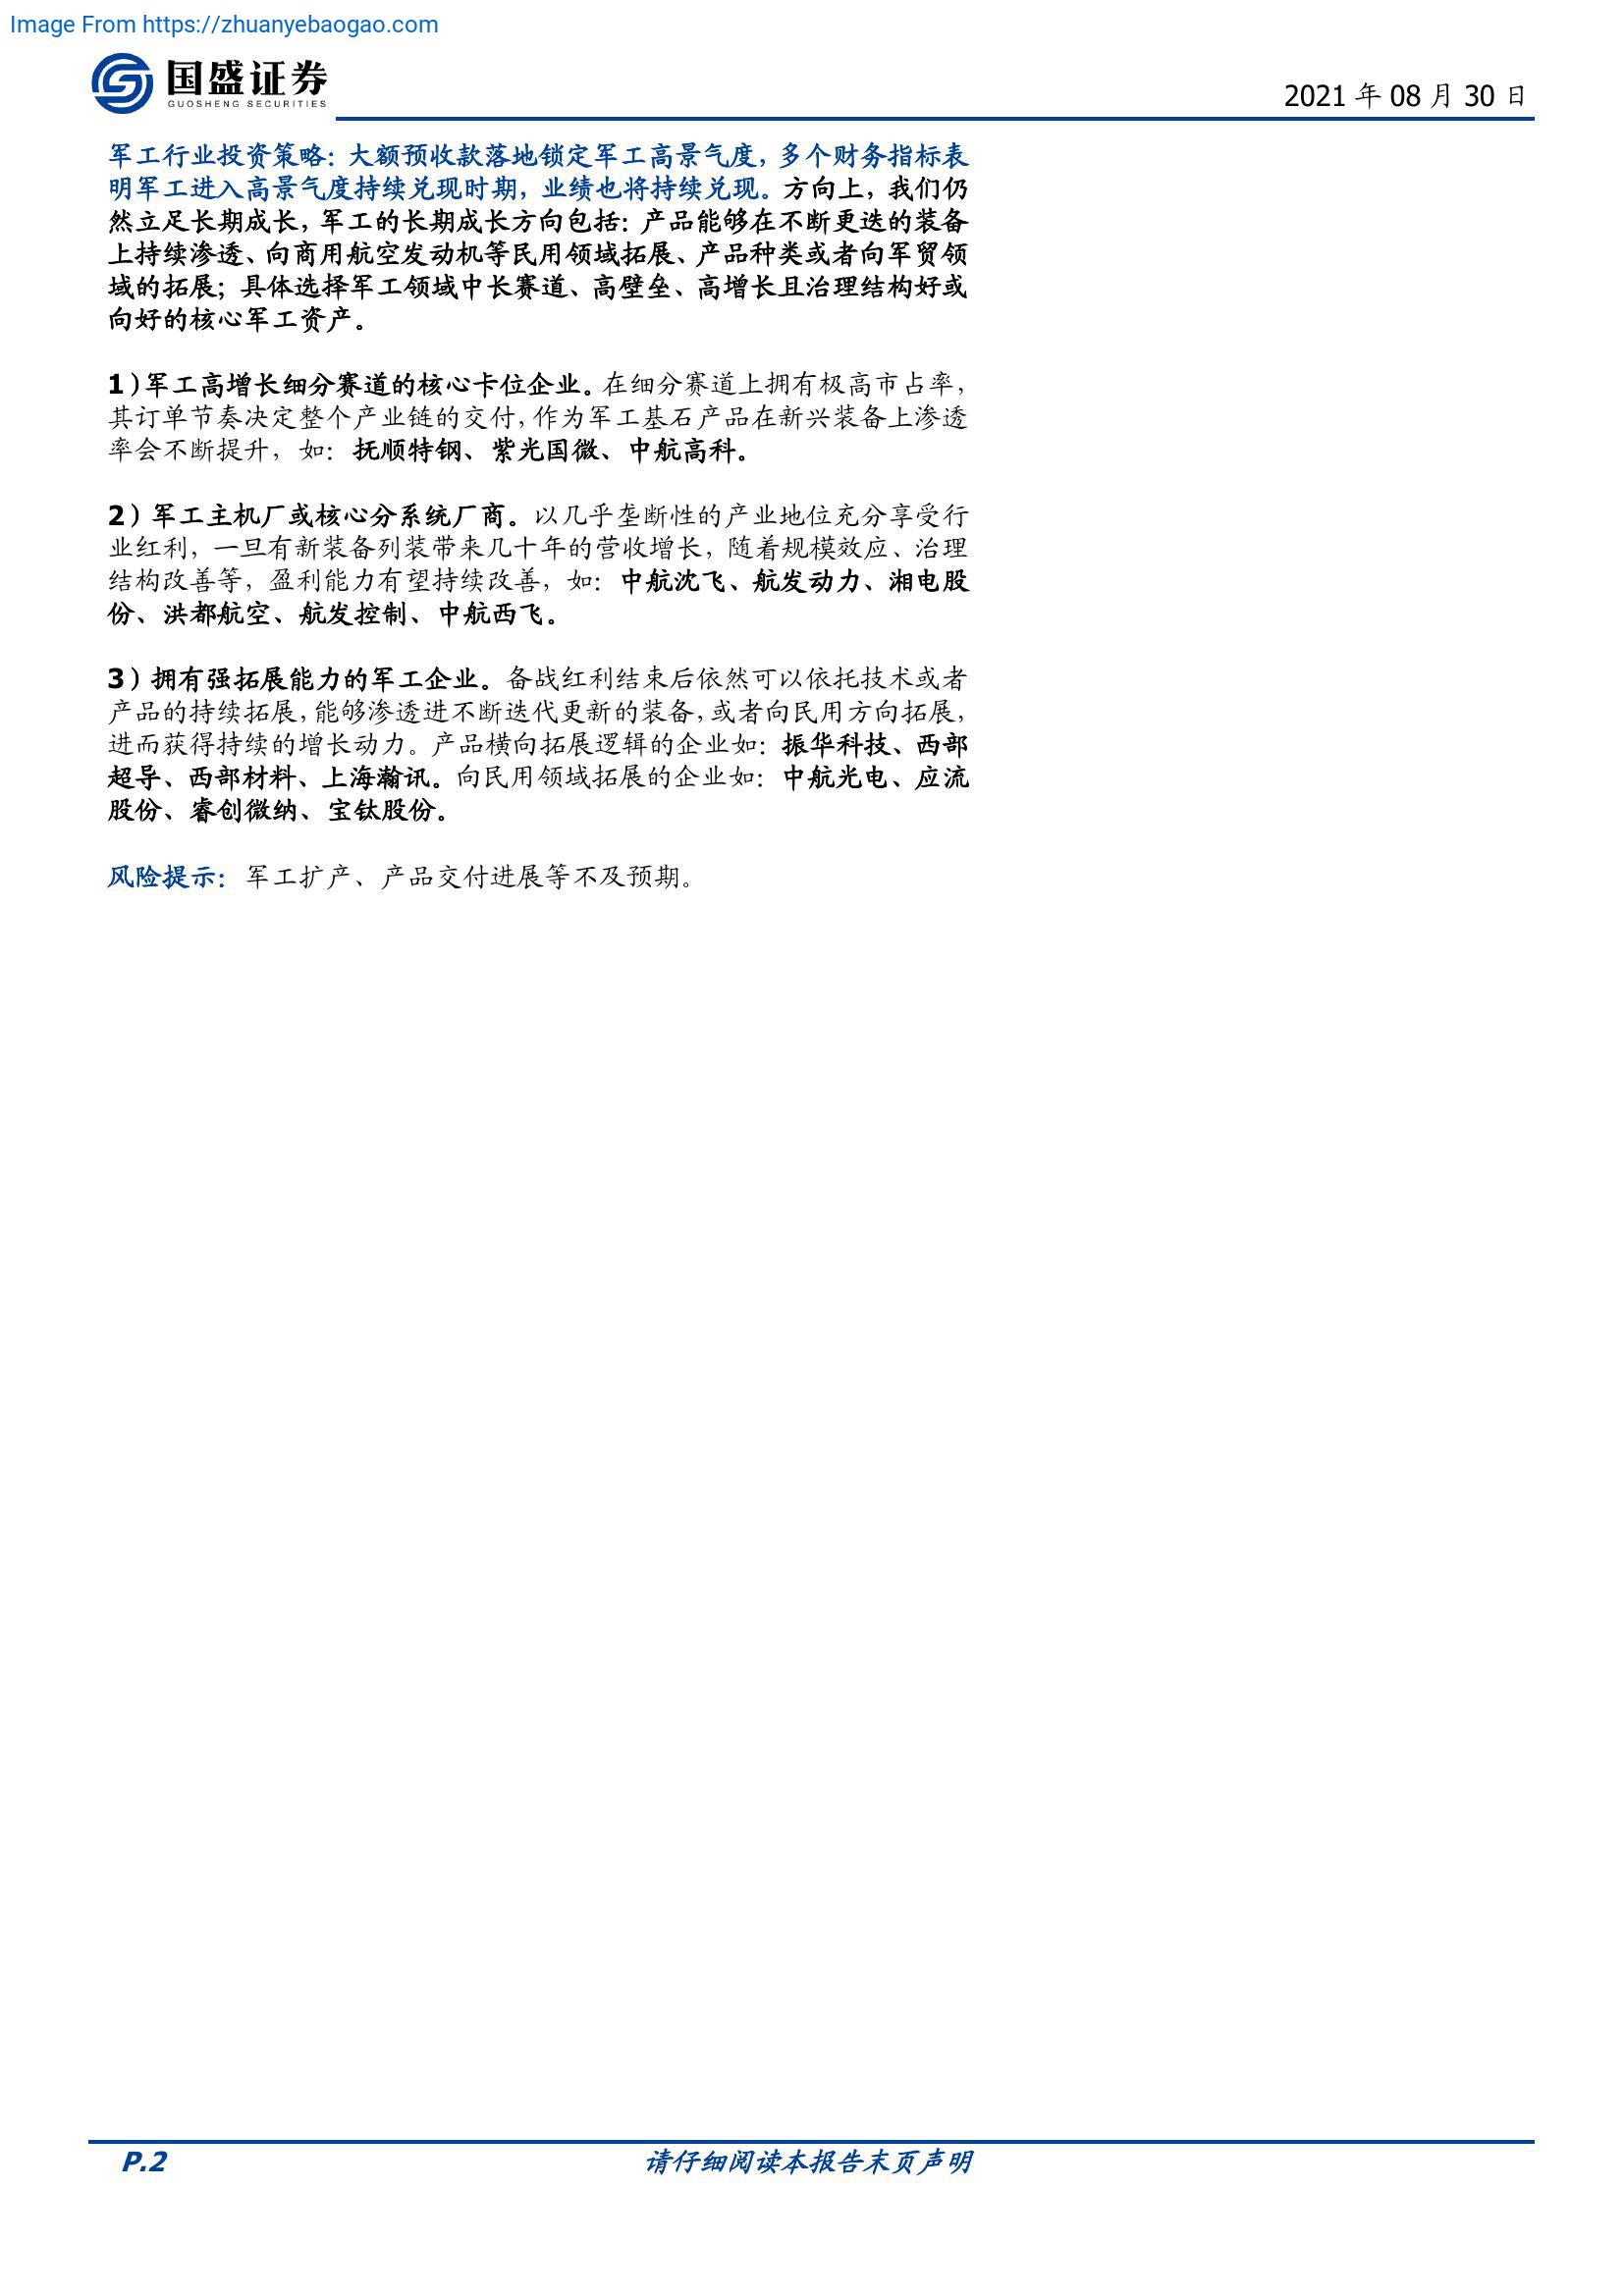 Image From https://zhuanyebaogao.com
国盛证券
GUOSHENG SECURITIES
2021 年 08 月 30 日
军工行业投资策略：大额预收款落地锁定军工高景气度，多个财务指标表
明军工进入高景气度持续兑现时期，业绩也将持续兑现。方向上，我们仍
然立足长期成长，军工的长期成长方向包括：产品能够在不断更迭的装备
上持续渗透、向商用航空发动机等民用领域拓展、产品种类或者向军贸领
域的拓展；具体选择军工领域中长赛道、高壁垒、高增长且治理结构好或
向好的核心军工资产。
1）军工高增长细分赛道的核心卡位企业。在细分赛道上拥有极高市占率，
其订单节奏决定整个产业链的交付，作为军工基石产品在新兴装备上渗透
率会不断提升，如：抚顺特钢、紫光国微、中航高科。
2）军工主机厂或核心分系统厂商。以几乎垄断性的产业地位充分享受行
业红利，一旦有新装备列装带来几十年的营收增长，随着规模效应、治理
结构改善等，盈利能力有望持续改善，如：中航沈飞、航发动力、湘电股
份、洪都航空、航发控制、中航西飞。
3）拥有强拓展能力的军工企业。备战红利结束后依然可以依托技术或者
产品的持续拓展，能够渗透进不断迭代更新的装备，或者向民用方向拓展，
进而获得持续的增长动力。产品横向拓展逻辑的企业如：振华科技、西部
超导、西部材料、上海瀚讯。向民用领域拓展的企业如：中航光电、应流
股份、睿创微纳、宝钛股份。
风险提示：军工扩产、产品交付进展等不及预期。
P.2
请仔细阅读本报告末页声明